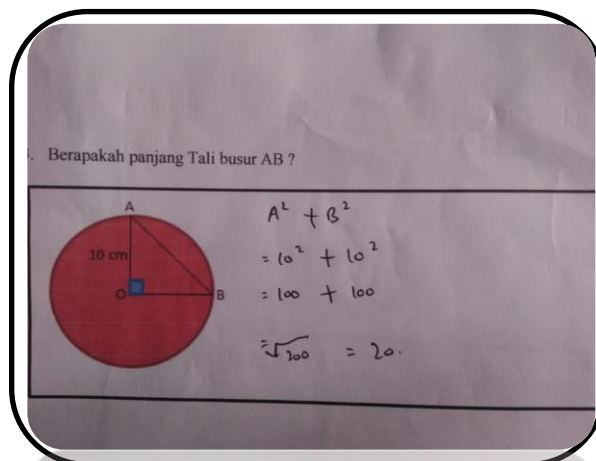 . Berapakah panjang Tali busur AB ?
A
10 cm
O
B
A² + B²
= 10² + 10²
= 100 + 100
= √200 = 20.